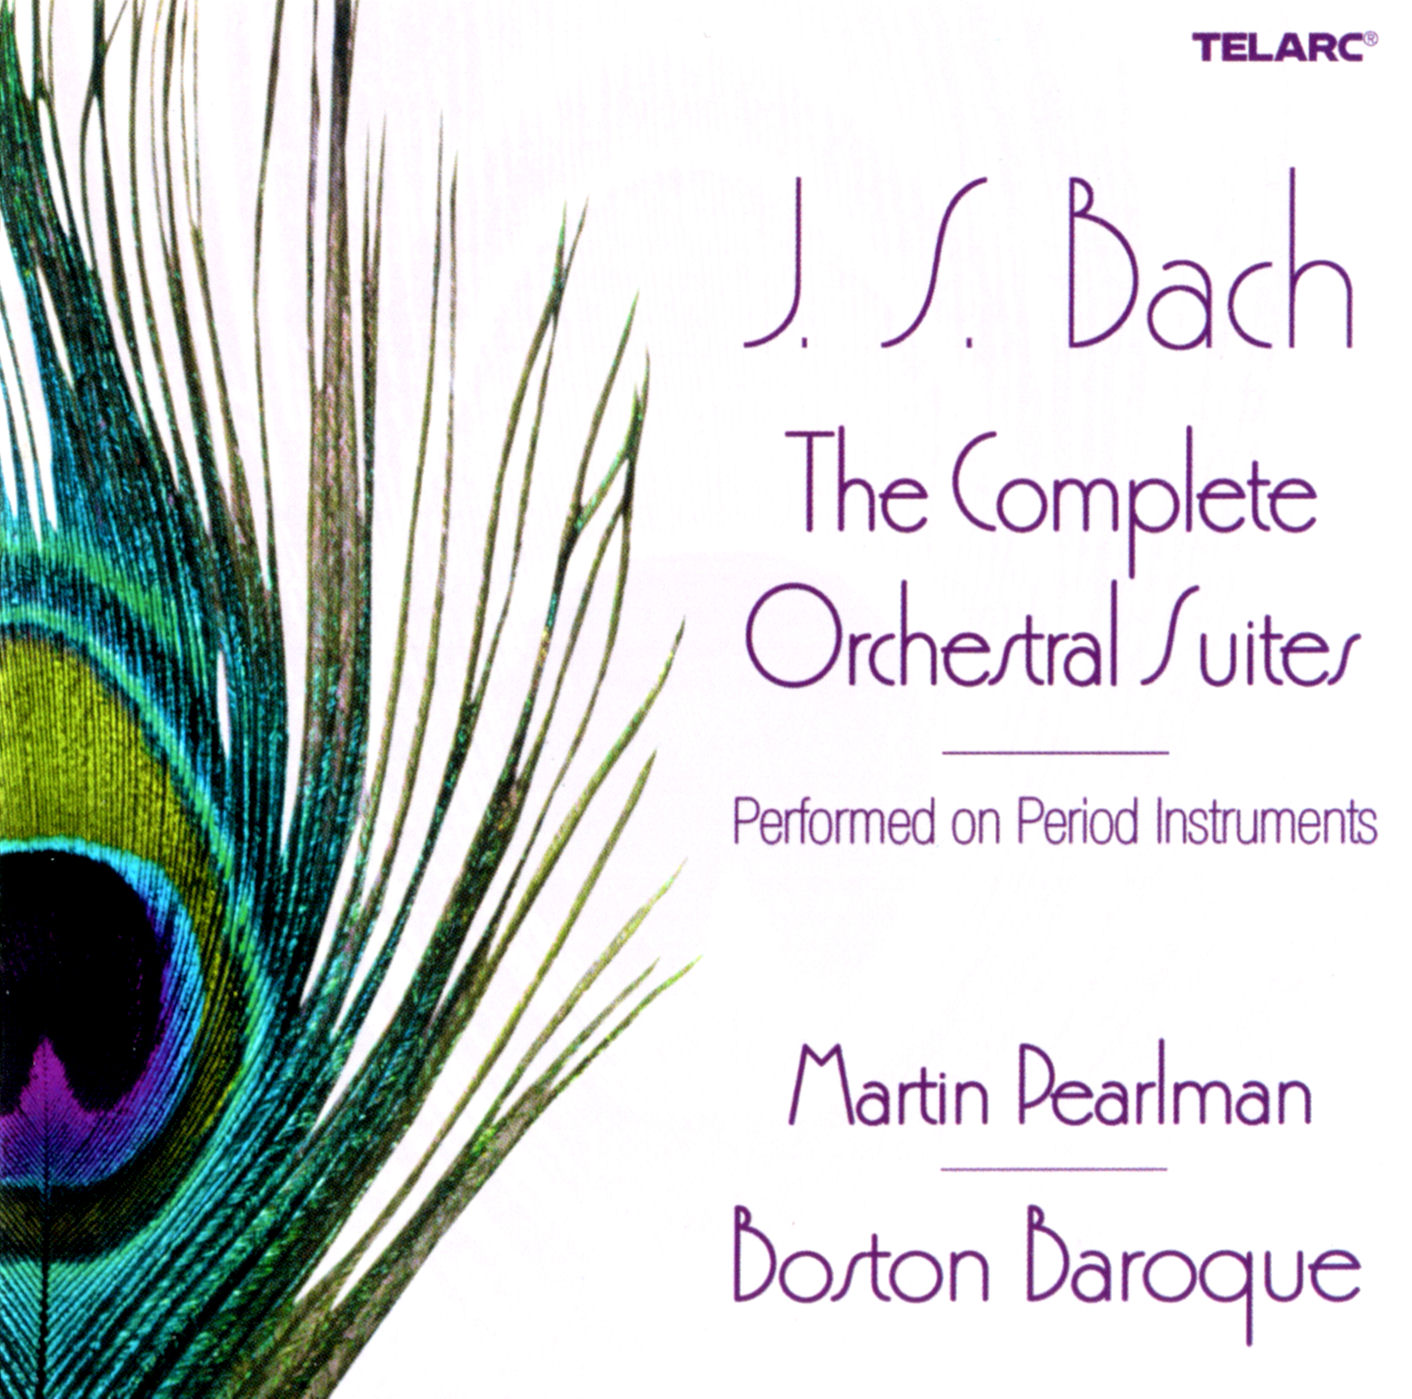 TELARC®
J. S. Bach
The Complete
Orchestral Suites
Performed on Period Instruments
Martin Pearlman
Boston Baroque